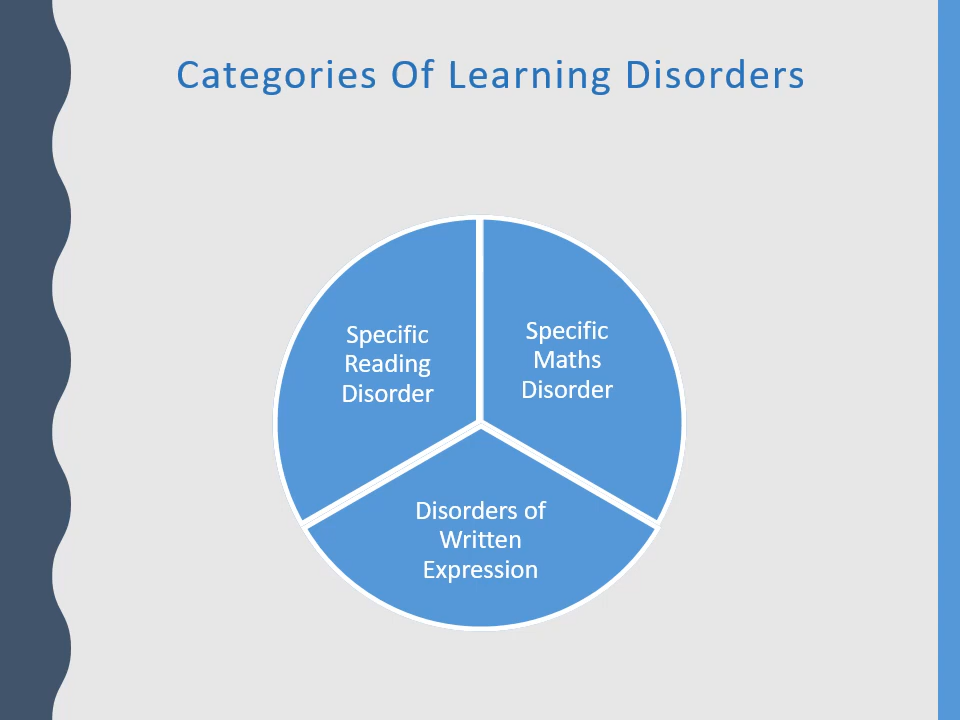 Categories Of Learning Disorders
Specific
Reading
Disorder
Specific
Maths
Disorder
Disorders of
Written
Expression